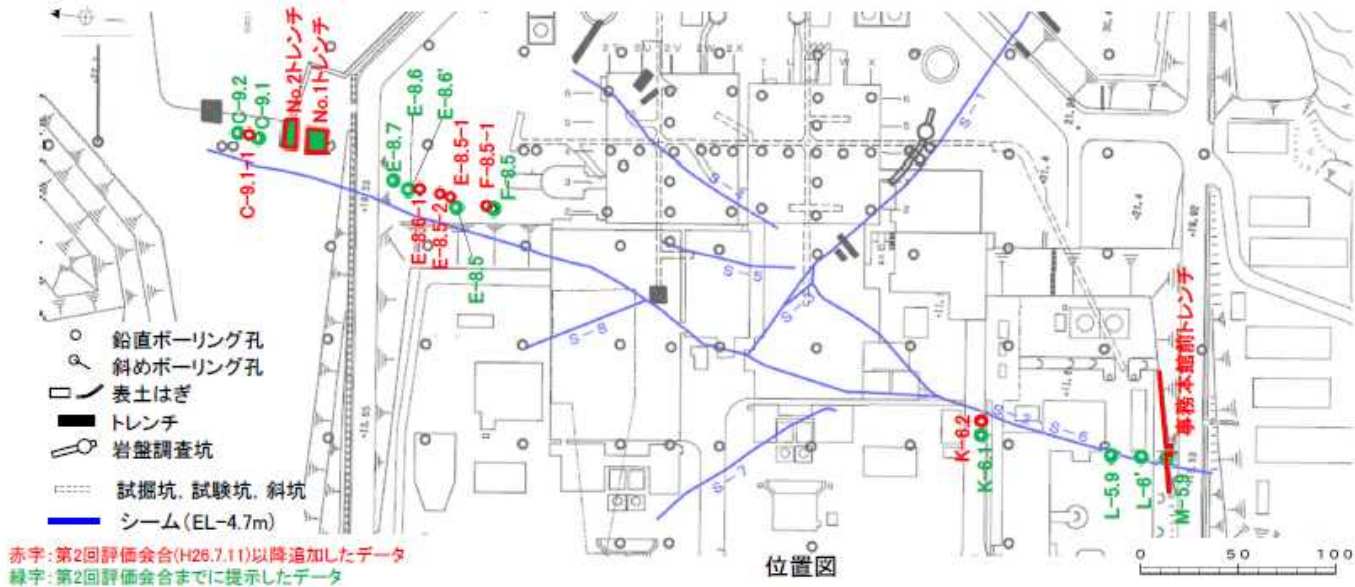 C-9.2
C-9.1
No.2トレンチ
No.1トレンチ
C-9.1-1
E-8.7
E-8.6
E-8.6'
E-8.5-1
F-8.5-1
F-8.5
E-8.6-1
E-8.5-2
E-8.5
S-1
S-4
S-5
S-8
S-7
S-6
K-6.2
K-6.1
L-5.9
L-6'
M-5.9
事務本館前トレンチ
鉛直ボーリング孔
斜めボーリング孔
表土はぎ
トレンチ
岩盤調査坑
試掘坑，試験坑，斜坑
シーム(EL-4.7m)
赤字：第2回評価会合(H26.7.11)以降追加したデータ
緑字：第2回評価会合までに提示したデータ
位置図
0 50 100